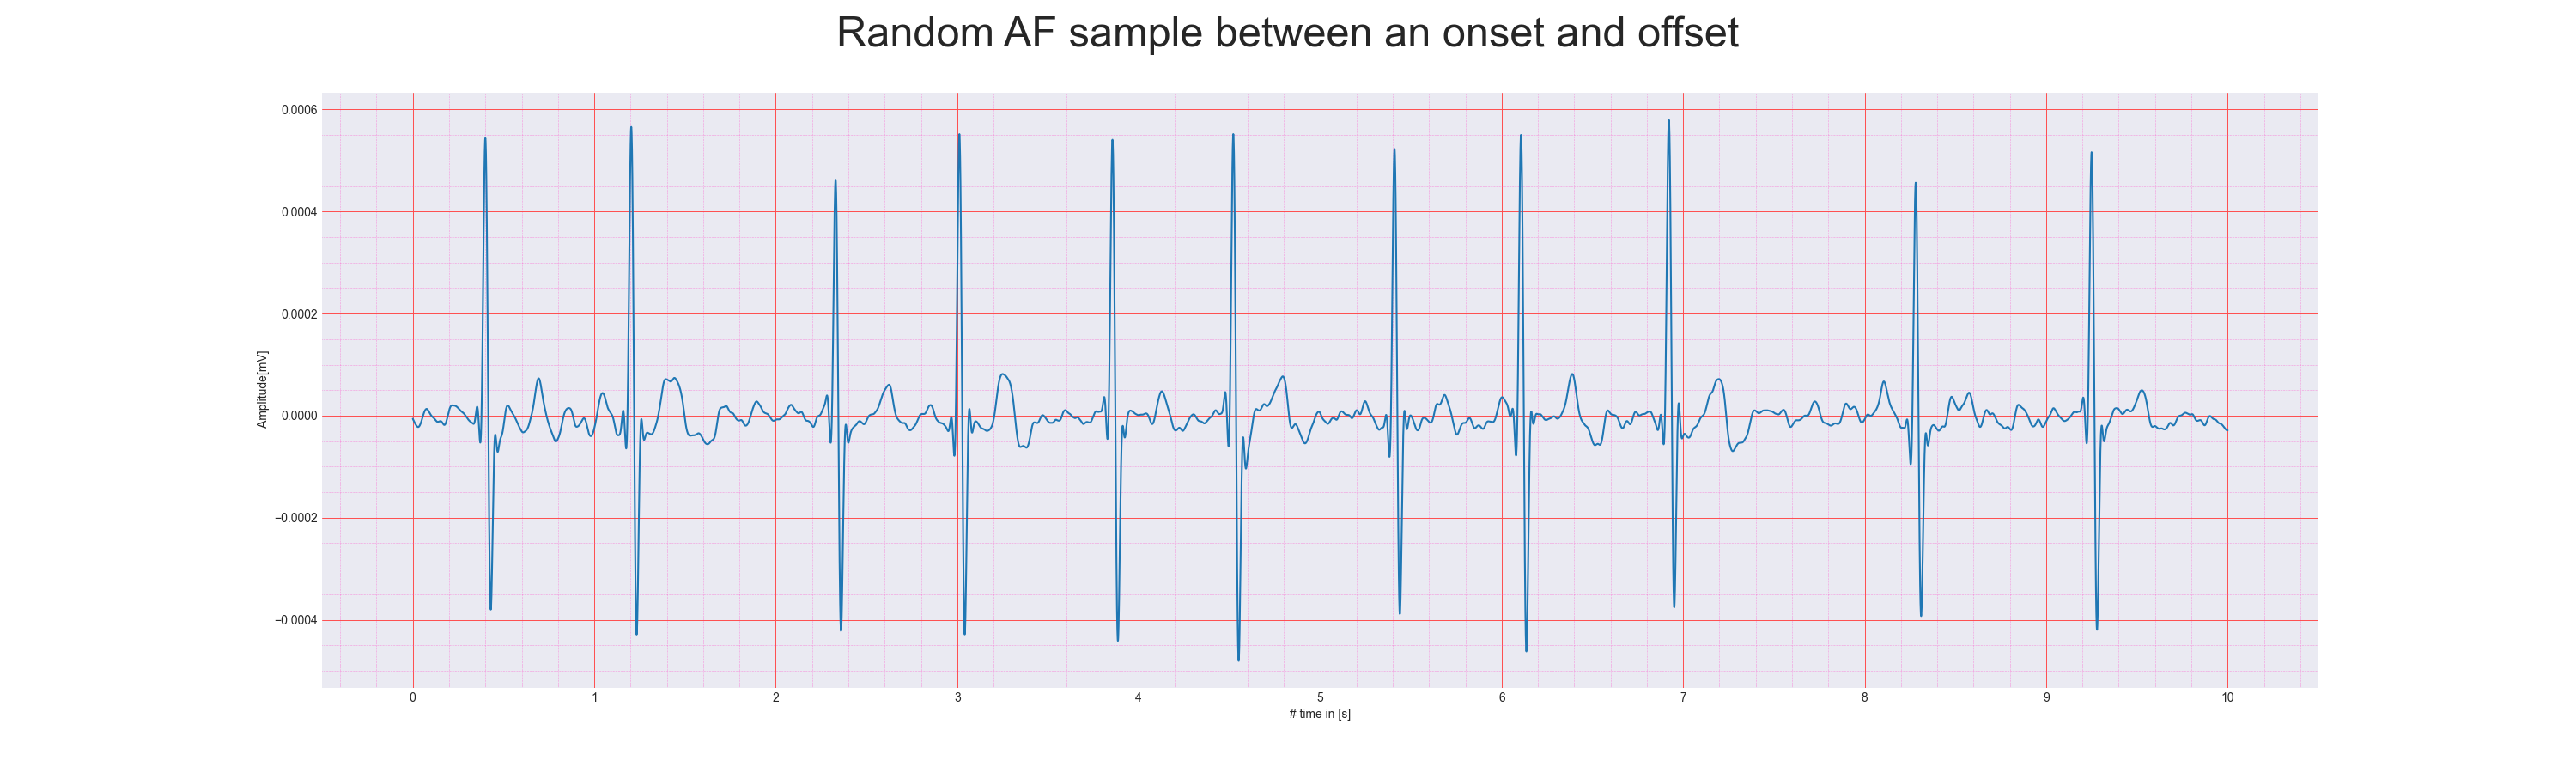 Random AF sample between an onset and offset
0.0006
0.0004
0.0002
0.0000
−0.0002
−0.0004
Amplitude[mV]
0 1 2 3 4 5 6 7 8 9 10
# time in [s]